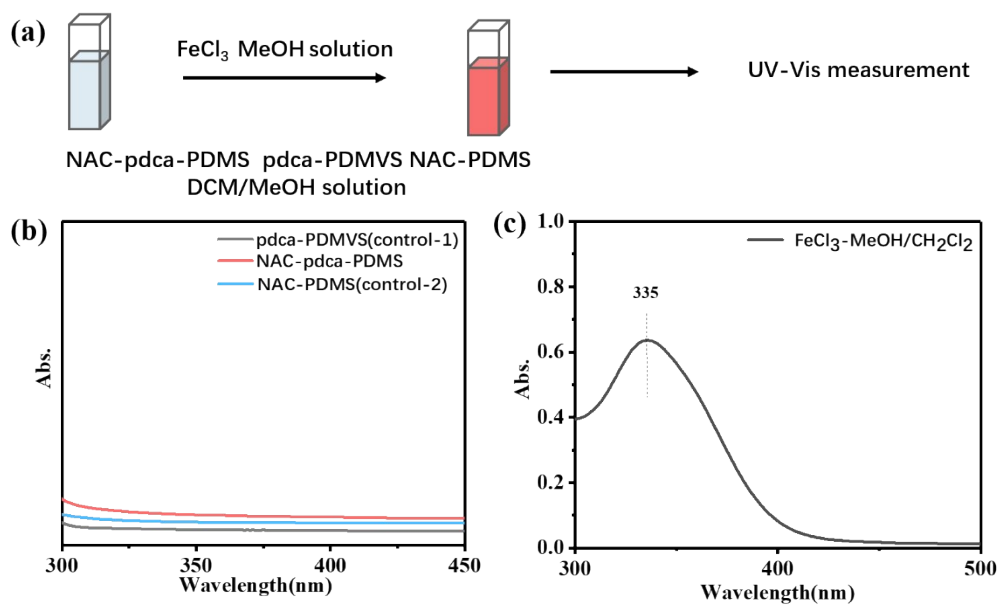 (a)
FeCl₃ MeOH solution
UV-Vis measurement
NAC-pdca-PDMS pdca-PDMVS NAC-PDMS
DCM/MeOH solution
(b)
pdca-PDMVS(control-1)
NAC-pdca-PDMS
NAC-PDMS(control-2)
Abs.
300 350 400 450
Wavelength(nm)
(c)
1.0
FeCl₃-MeOH/CH₂Cl₂
0.8
335
0.6
Abs.
0.4
0.2
0.0
300 400 500
Wavelength(nm)